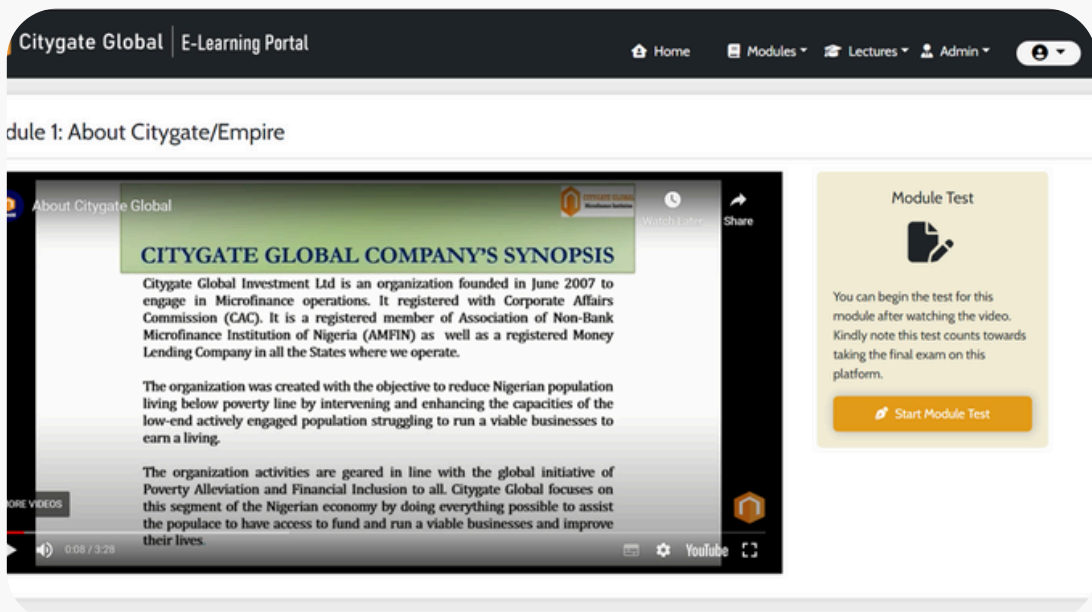 Citygate Global | E-Learning Portal
Home Modules Lectures Admin
dule 1: About Citygate/Empire
About Citygate Global
CITYGATE GLOBAL
Microfinance Institution
Watch Later
Share
CITYGATE GLOBAL COMPANY'S SYNOPSIS
Citygate Global Investment Ltd is an organization founded in June 2007 to
engage in Microfinance operations. It registered with Corporate Affairs
Commission (CAC). It is a registered member of Association of Non-Bank
Microfinance Institution of Nigeria (AMFIN) as well as a registered Money
Lending Company in all the States where we operate.
The organization was created with the objective to reduce Nigerian population
living below poverty line by intervening and enhancing the capacities of the
low-end actively engaged population struggling to run a viable businesses to
earn a living.
The organization activities are geared in line with the global initiative of
Poverty Alleviation and Financial Inclusion to all. Citygate Global focuses on
this segment of the Nigerian economy by doing everything possible to assist
the populace to have access to fund and run a viable businesses and improve
their lives.
ORE VIDEOS
0:08 / 3:28
YouTube
Module Test
You can begin the test for this
module after watching the video.
Kindly note this test counts towards
taking the final exam on this
platform.
Start Module Test